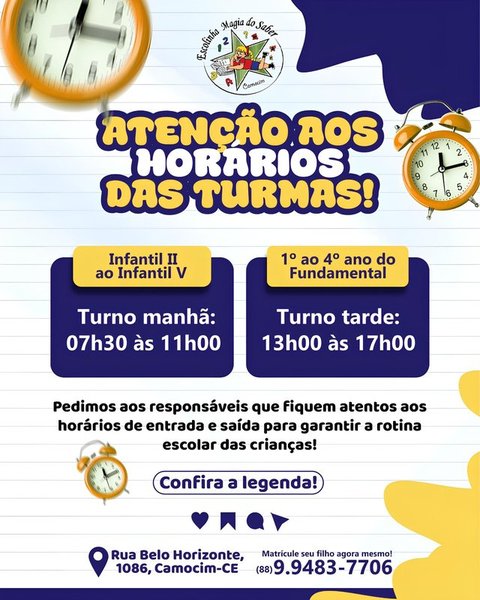 Escolinha Magia do Saber
Camocim
ATENÇÃO AOS
HORÁRIOS
DAS TURMAS!
Infantil II
ao Infantil V
Turno manhã:
07h30 às 11h00
1º ao 4º ano do
Fundamental
Turno tarde:
13h00 às 17h00
Pedimos aos responsáveis que fiquem atentos aos
horários de entrada e saída para garantir a rotina
escolar das crianças!
Confira a legenda!
Rua Belo Horizonte,
1086, Camocim-CE
Matricule seu filho agora mesmo!
(88) 9.9483-7706